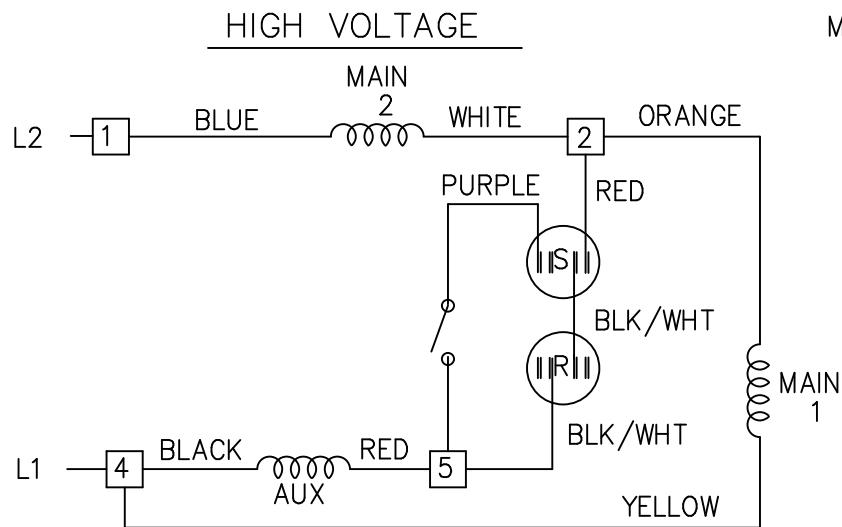 HIGH VOLTAGE
M
MAIN
2
L2
1
BLUE
WHITE
2
ORANGE
PURPLE
RED
S
BLK/WHT
R
MAIN
1
BLK/WHT
L1
4
BLACK
RED
5
AUX
YELLOW